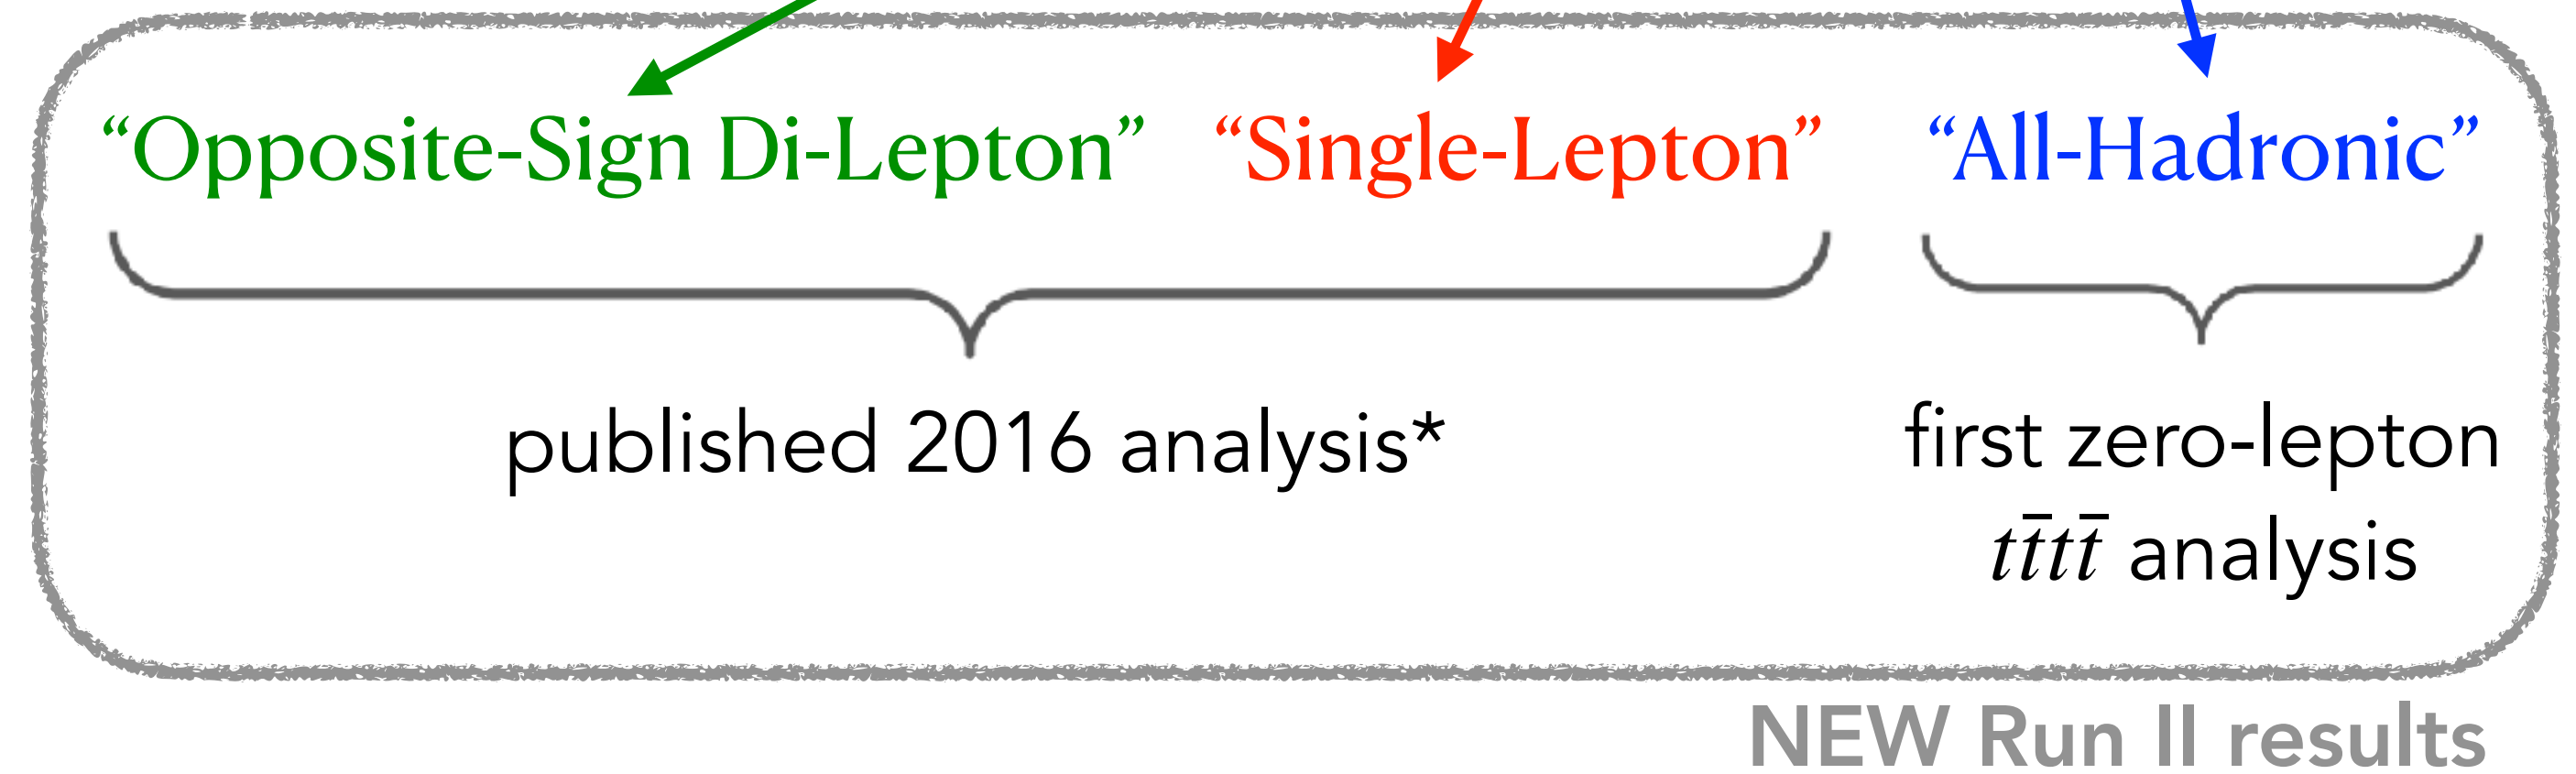 “Opposite-Sign Di-Lepton” “Single-Lepton” “All-Hadronic”
published 2016 analysis*
first zero-lepton
tt̄tt̄ analysis
NEW Run II results